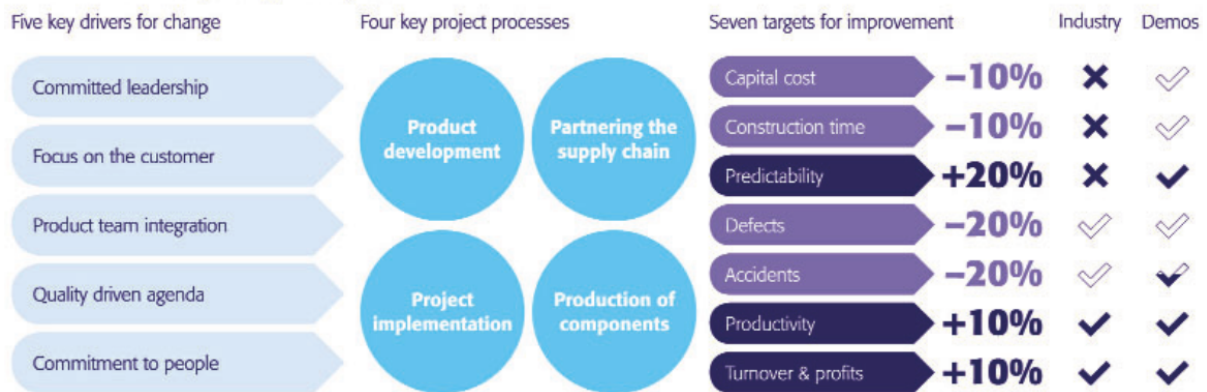 Five key drivers for change
Committed leadership
Focus on the customer
Product team integration
Quality driven agenda
Commitment to people
Four key project processes
Product
development
Partnering the
supply chain
Project
implementation
Production of
components
Seven targets for improvement Industry Demos
Capital cost –10%
Construction time –10%
Predictability +20%
Defects –20%
Accidents –20%
Productivity +10%
Turnover & profits +10%